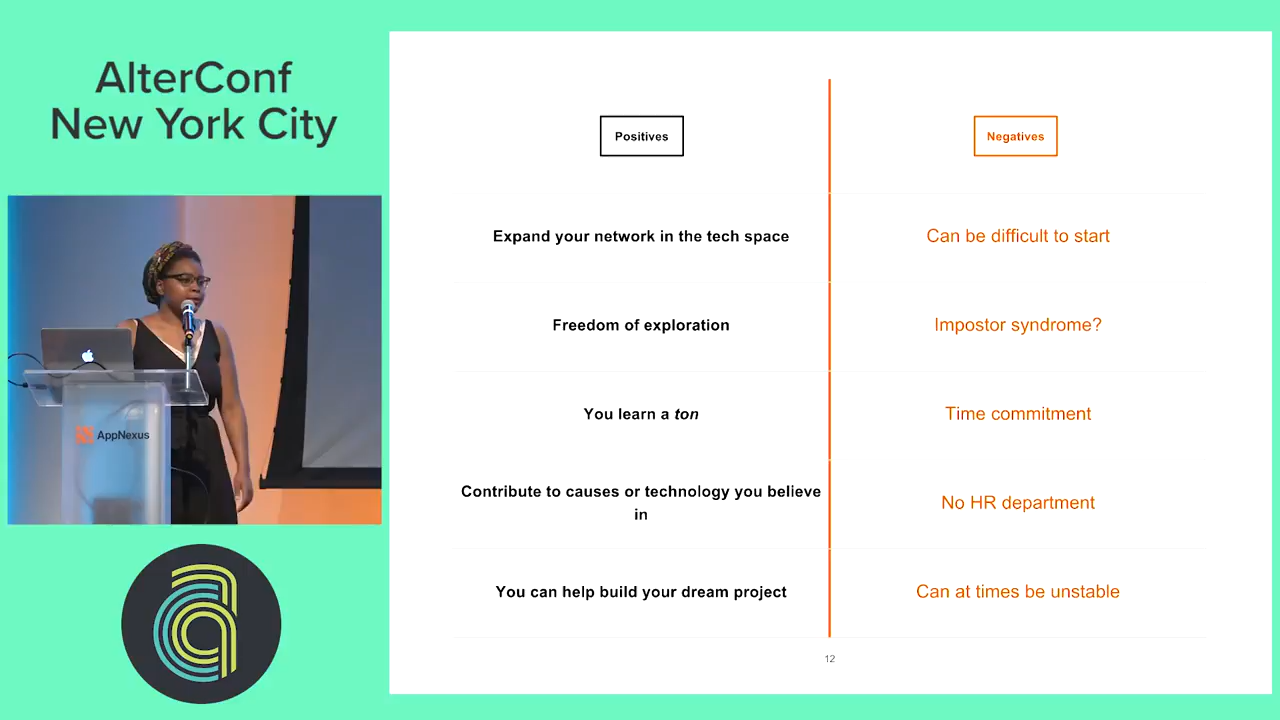 AlterConf
New York City
AppNexus
Positives
Negatives
Expand your network in the tech space
Can be difficult to start
Freedom of exploration
Impostor syndrome?
You learn a ton
Time commitment
Contribute to causes or technology you believe
in
No HR department
You can help build your dream project
Can at times be unstable
12